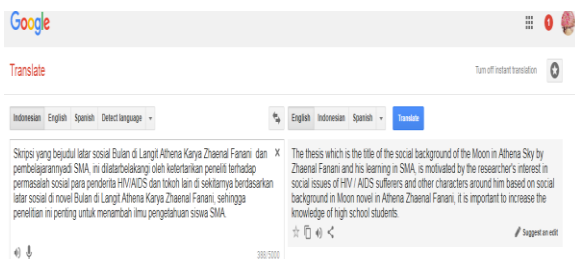 Google
1
Translate
Turn off instant translation
Indonesian English Spanish Detect language
English Indonesian Spanish Translate
Skripsi yang bejudul latar sosial Bulan di Langit Athena Karya Zhaenal Fanani dan
pembelajarannyadi SMA, ini dilatarbelakangi oleh ketertarikan peneliti terhadap
permasalah sosial para penderita HIV/AIDS dan tokoh lain di sekitarnya berdasarkan
latar sosial di novel Bulan di Langit Athena Karya Zhaenal Fanani, sehingga
penelitian ini penting untuk menambah ilmu pengetahuan siswa SMA.
388/5000
The thesis which is the title of the social background of the Moon in Athena Sky by
Zhaenal Fanani and his learning in SMA, is motivated by the researcher's interest in
social issues of HIV / AIDS sufferers and other characters around him based on social
background in Moon novel in Athena Zhaenal Fanani, it is important to increase the
knowledge of high school students.
Suggest an edit